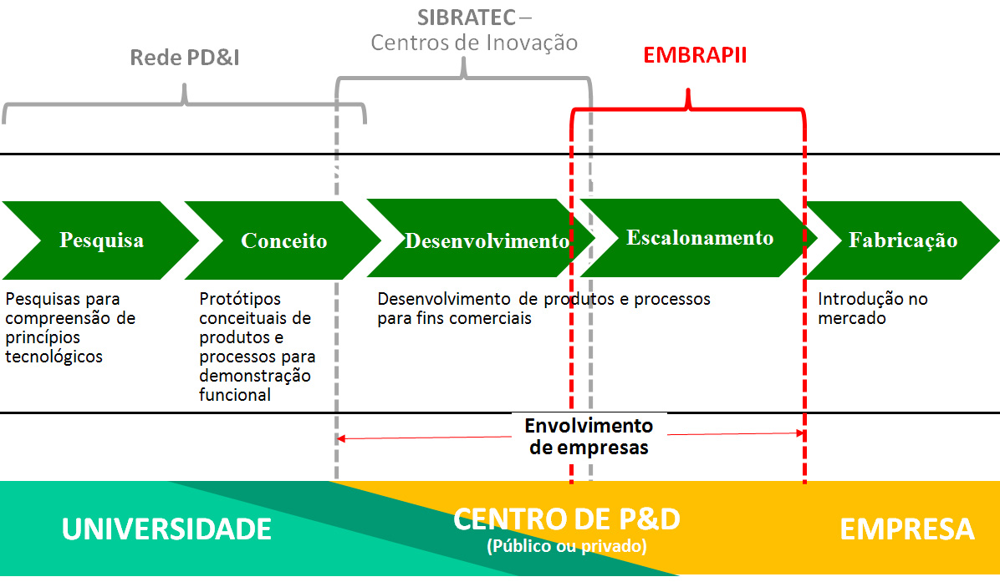 SIBRATEC –
Centros de Inovação
Rede PD&I
EMBRAPII
Pesquisa
Conceito
Desenvolvimento
Escalonamento
Fabricação
Pesquisas para
compreensão de
princípios
tecnológicos
Protótipos
conceituais de
produtos e
processos para
demonstração
funcional
Desenvolvimento de produtos e processos
para fins comerciais
Introdução no
mercado
Envolvimento
de empresas
UNIVERSIDADE
CENTRO DE P&D
(Público ou privado)
EMPRESA